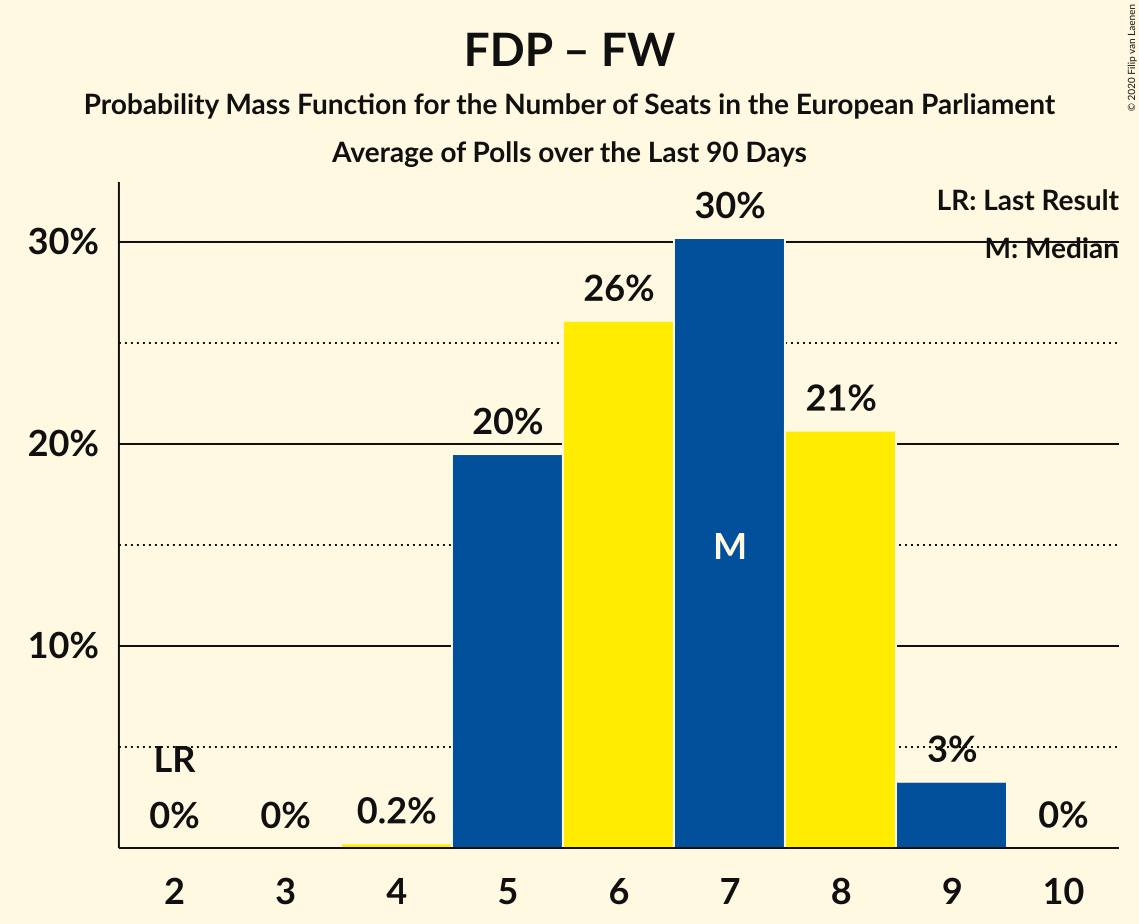 FDP – FW
Probability Mass Function for the Number of Seats in the European Parliament
Average of Polls over the Last 90 Days
© 2020 Filip van Laenen
LR: Last Result
M: Median
30%
20%
10%
LR
0%
0%
0.2%
20%
26%
30%
M
21%
3%
0%
2 3 4 5 6 7 8 9 10